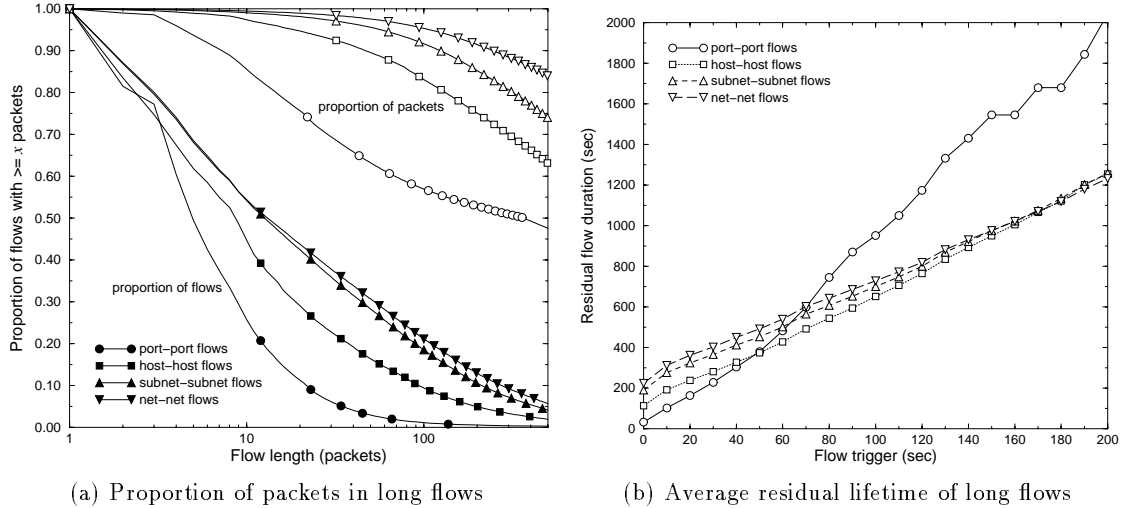 Proportion of flows with >= x packets
1.00
0.90
0.80
0.70
0.60
0.50
0.40
0.30
0.20
0.10
0.00
proportion of packets
proportion of flows
port−port flows
host−host flows
subnet−subnet flows
net−net flows
1 10 100
Flow length (packets)
(a) Proportion of packets in long flows
Residual flow duration (sec)
2000
1800
1600
1400
1200
1000
800
600
400
200
0
port−port flows
host−host flows
subnet−subnet flows
net−net flows
0 20 40 60 80 100 120 140 160 180 200
Flow trigger (sec)
(b) Average residual lifetime of long flows